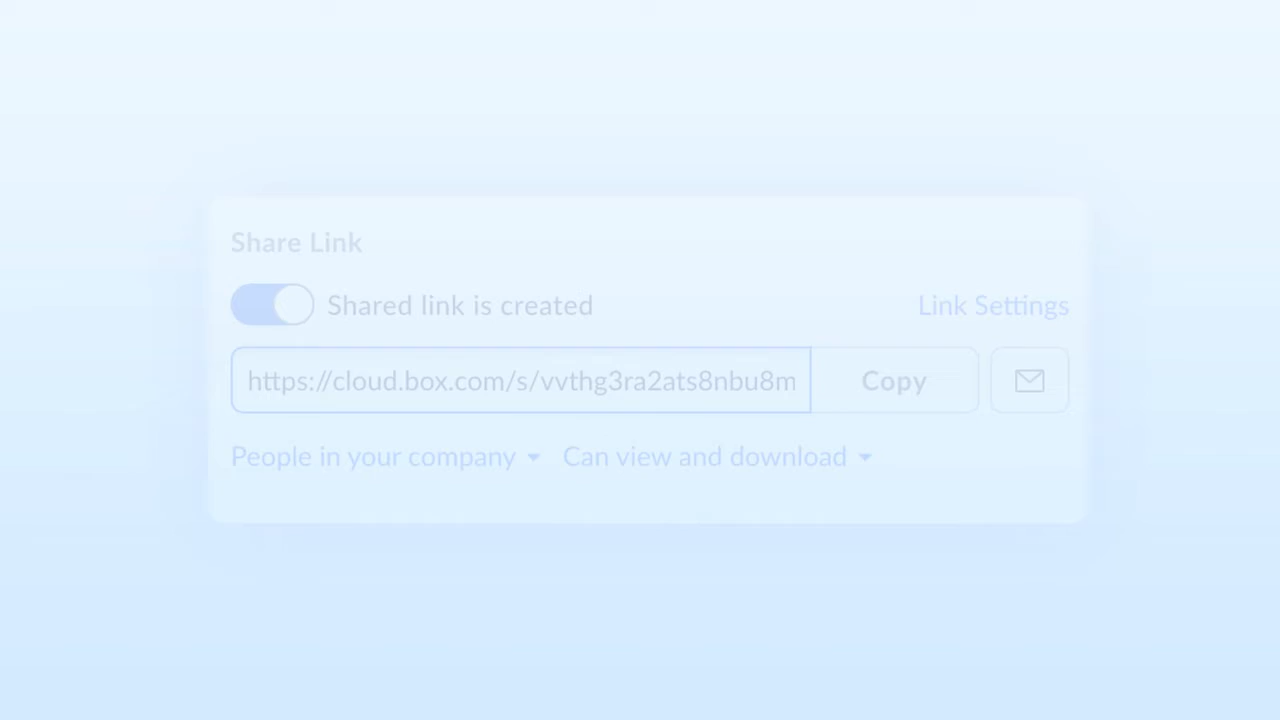 Share Link
Shared link is created Link Settings
https://cloud.box.com/s/vvthg3ra2ats8nbu8m Copy
People in your company Can view and download